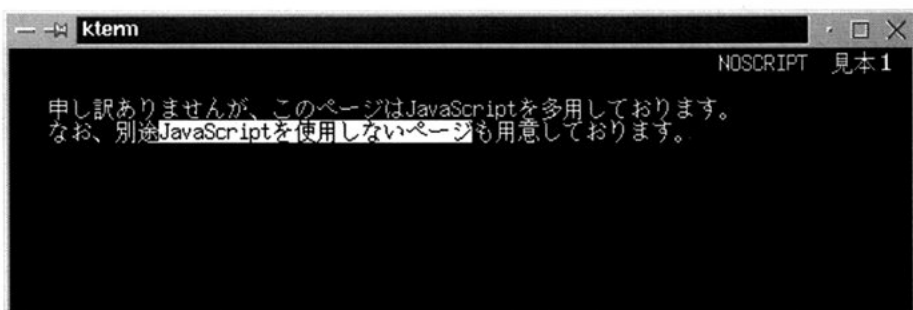 kterm
NOSCRIPT 見本1
申し訳ありませんが、このページはJavaScriptを多用しております。
なお、別途JavaScriptを使用しないページも用意しております。